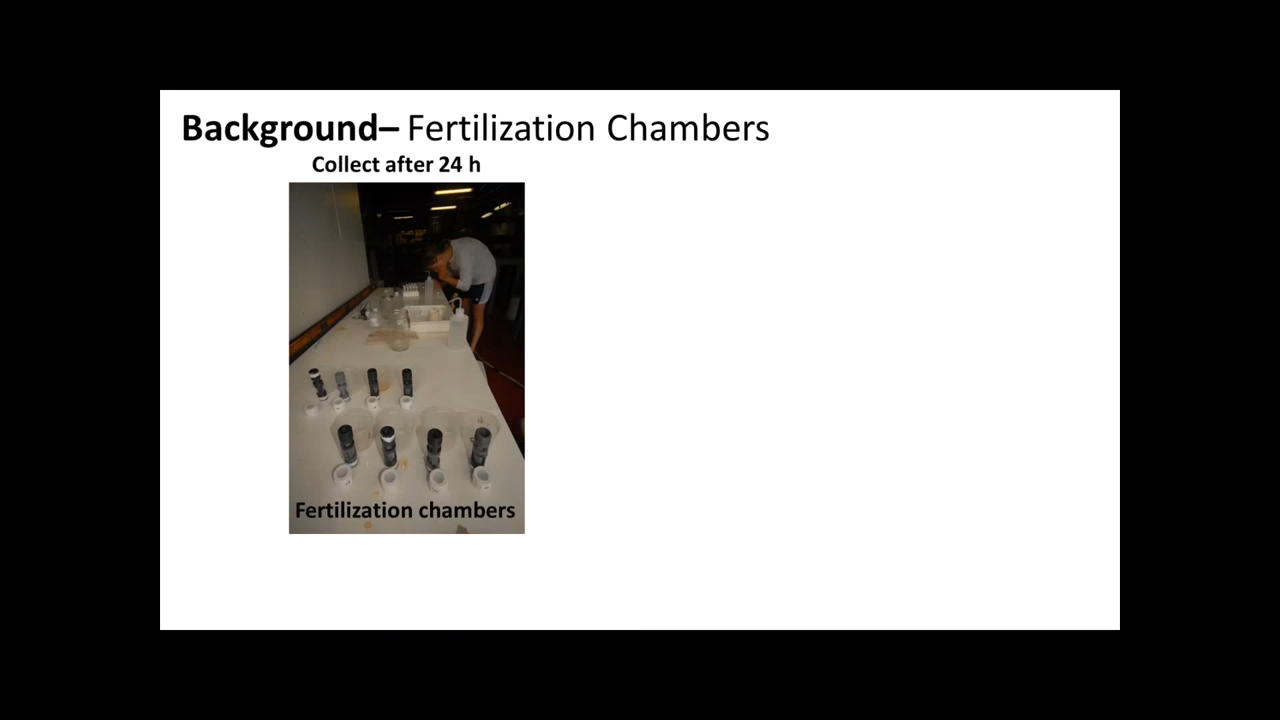 Background– Fertilization Chambers
Collect after 24 h
Fertilization chambers